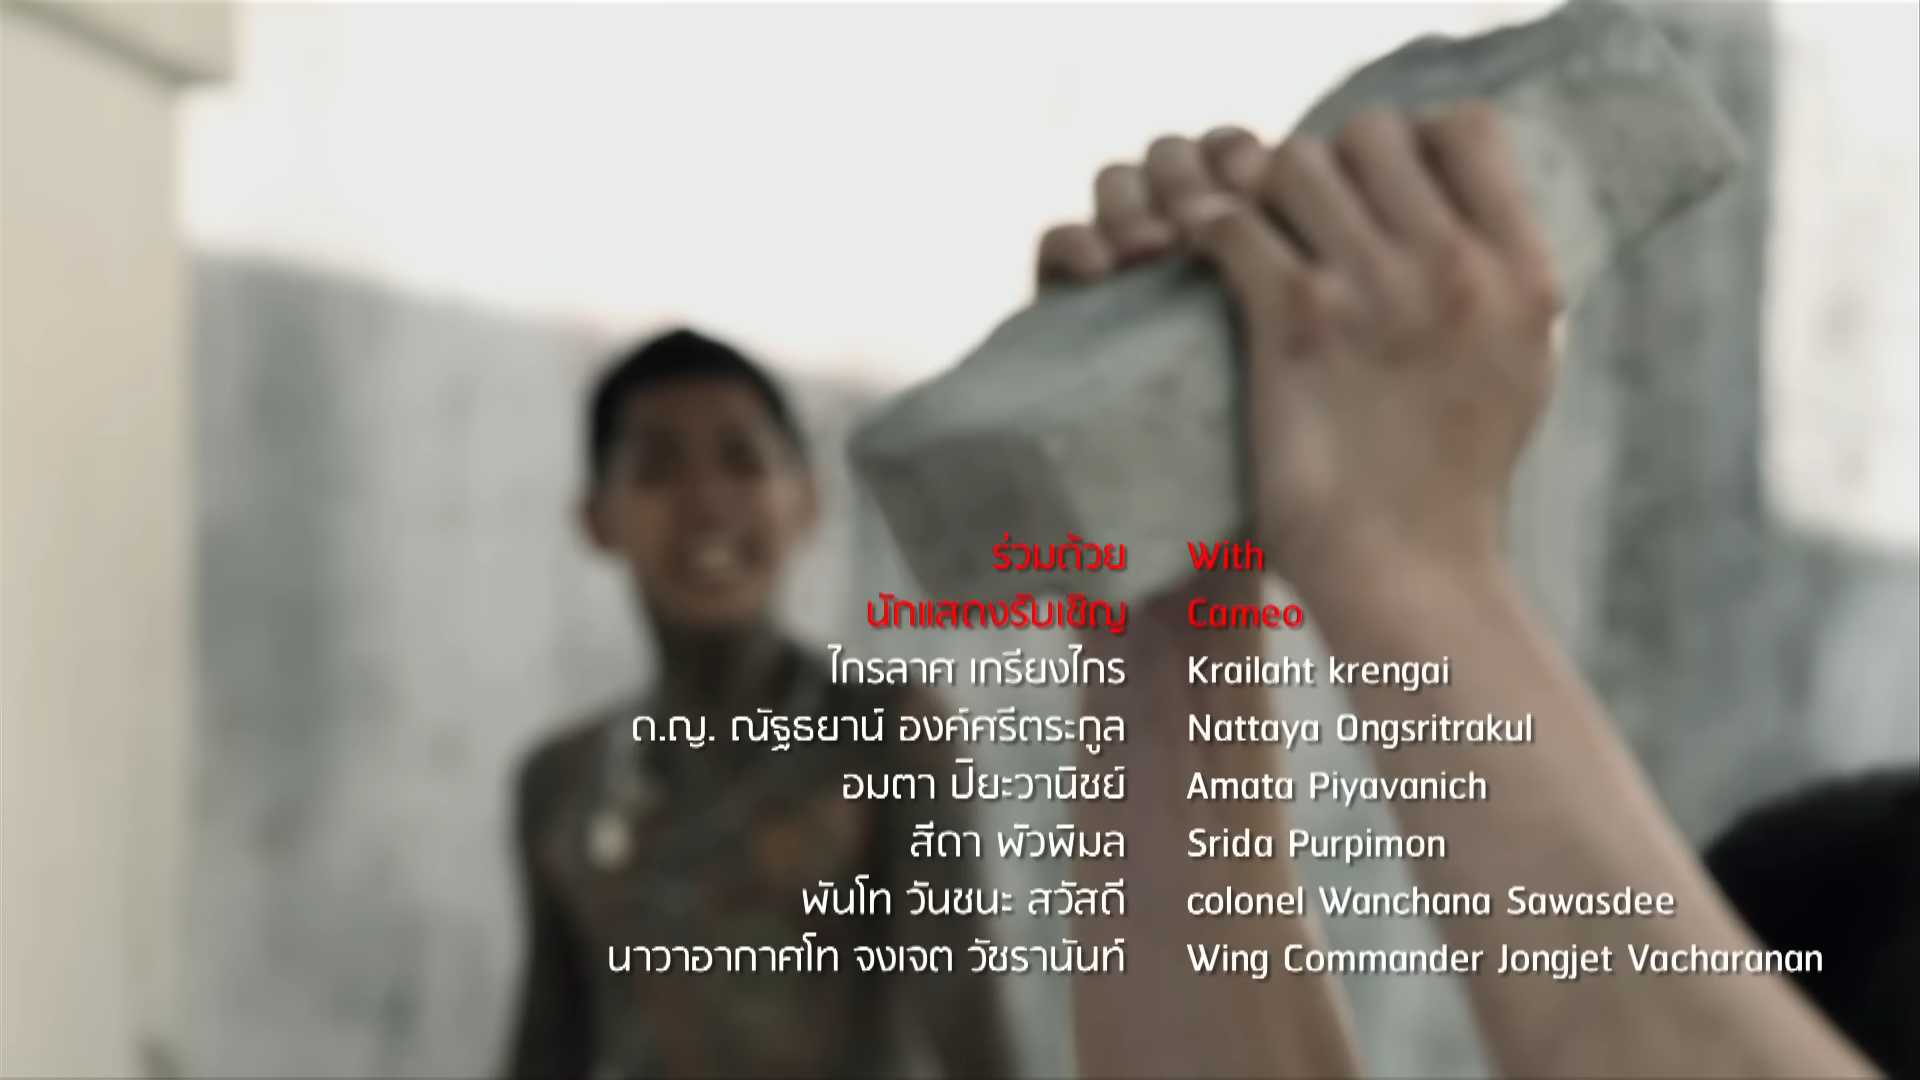 ร่วมด้วย With
นักแสดงรับเชิญ Cameo
ไกรลาศ เกรียงไกร Krailaht krengai
ด.ญ. ณัฐธยาน์ องค์ศรีตระกูล Nattaya Ongsritrakul
อมตา ปิยะวานิชย์ Amata Piyavanich
สีดา พัวพิมล Srida Purpimon
พันโท วันชนะ สวัสดี colonel Wanchana Sawasdee
นาวาอากาศโท จงเจต วัชรานันท์ Wing Commander Jongjet Vacharanan